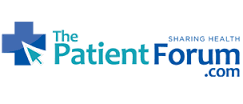 The
SHARING HEALTH
PatientForum
.com